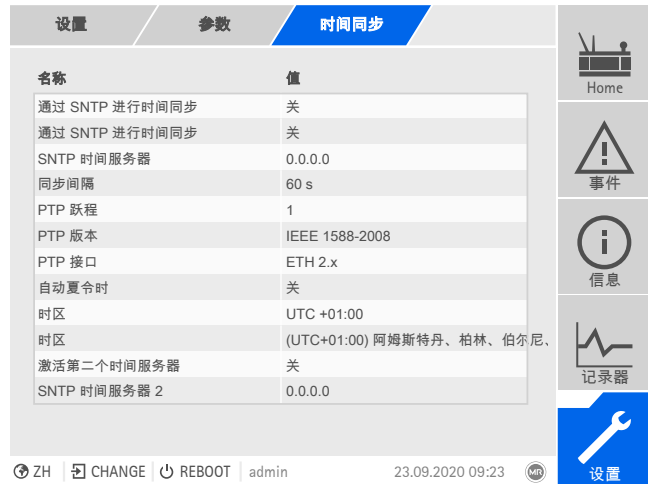 设置 参数 时间同步
名称 值
通过 SNTP 进行时间同步 关
通过 SNTP 进行时间同步 关
SNTP 时间服务器 0.0.0.0
同步间隔 60 s
PTP 跃程 1
PTP 版本 IEEE 1588-2008
PTP 接口 ETH 2.x
自动夏令时 关
时区 UTC +01:00
时区 (UTC+01:00) 阿姆斯特丹、柏林、伯尔尼、
激活第二个时间服务器 关
SNTP 时间服务器 2 0.0.0.0
Home
事件
信息
记录器
设置
ZH CHANGE REBOOT admin 23.09.2020 09:23 MR